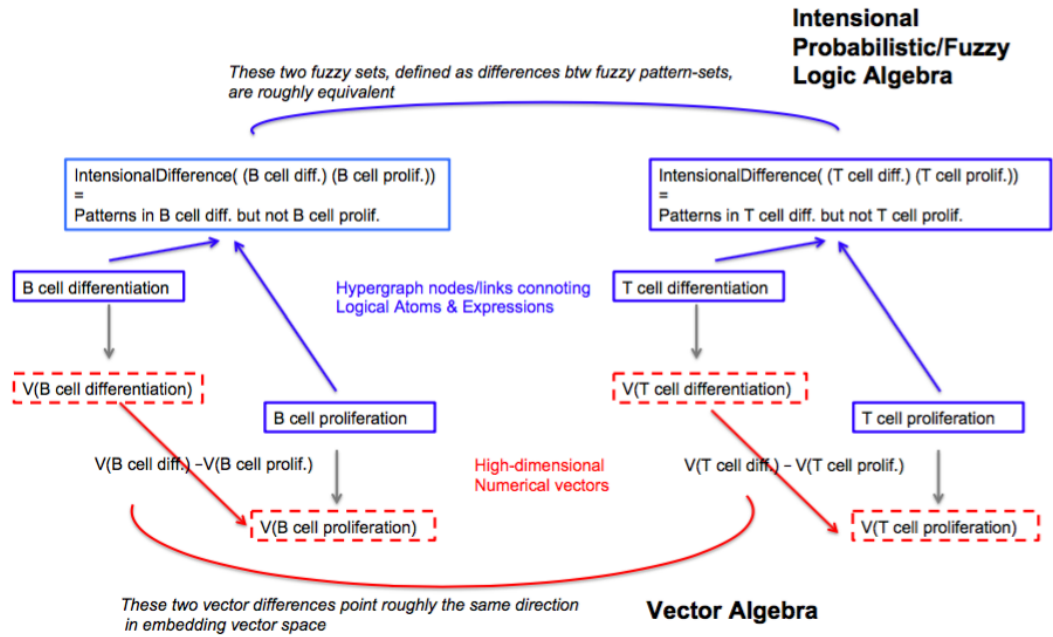 Intensional
Probabilistic/Fuzzy
Logic Algebra
These two fuzzy sets, defined as differences btw fuzzy pattern-sets,
are roughly equivalent
IntensionalDifference( (B cell diff.) (B cell prolif.))
=
Patterns in B cell diff. but not B cell prolif.
IntensionalDifference( (T cell diff.) (T cell prolif.))
=
Patterns in T cell diff. but not T cell prolif.
B cell differentiation
Hypergraph nodes/links connoting
Logical Atoms & Expressions
T cell differentiation
V(B cell differentiation)
V(T cell differentiation)
B cell proliferation
T cell proliferation
V(B cell diff.) –V(B cell prolif.)
High-dimensional
Numerical vectors
V(T cell diff.) – V(T cell prolif.)
V(B cell proliferation)
V(T cell proliferation)
These two vector differences point roughly the same direction
in embedding vector space
Vector Algebra